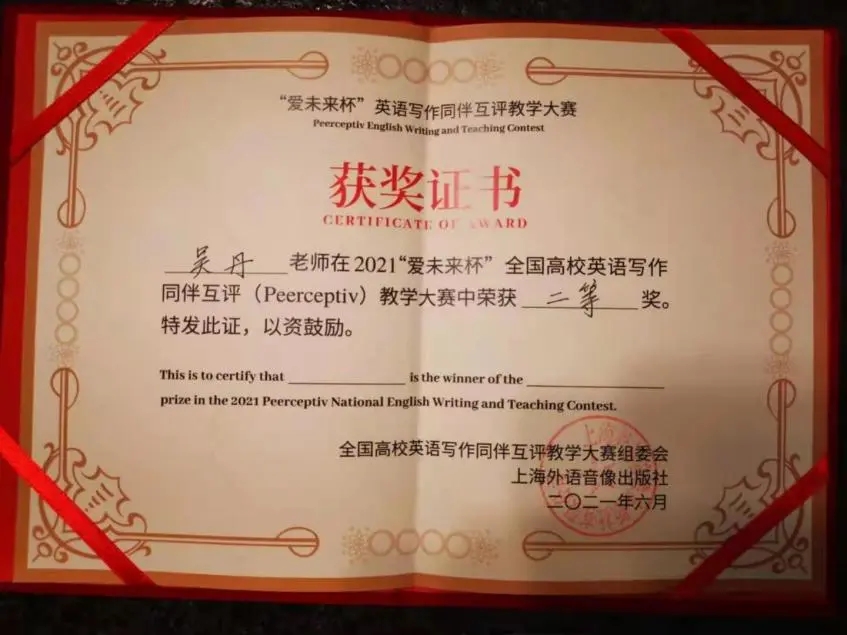 “爱未来杯”英语写作同伴互评教学大赛
Peerceptiv English Writing and Teaching Contest
获奖证书
CERTIFICATE OF AWARD
吴丹 老师在2021“爱未来杯”全国高校英语写作
同伴互评（Peerceptiv）教学大赛中荣获 二等 奖。
特发此证，以资鼓励。
This is to certify that ____________ is the winner of the ____________
prize in the 2021 Peerceptiv National English Writing and Teaching Contest.
全国高校英语写作同伴互评教学大赛组委会
上海外语音像出版社
二〇二一年六月